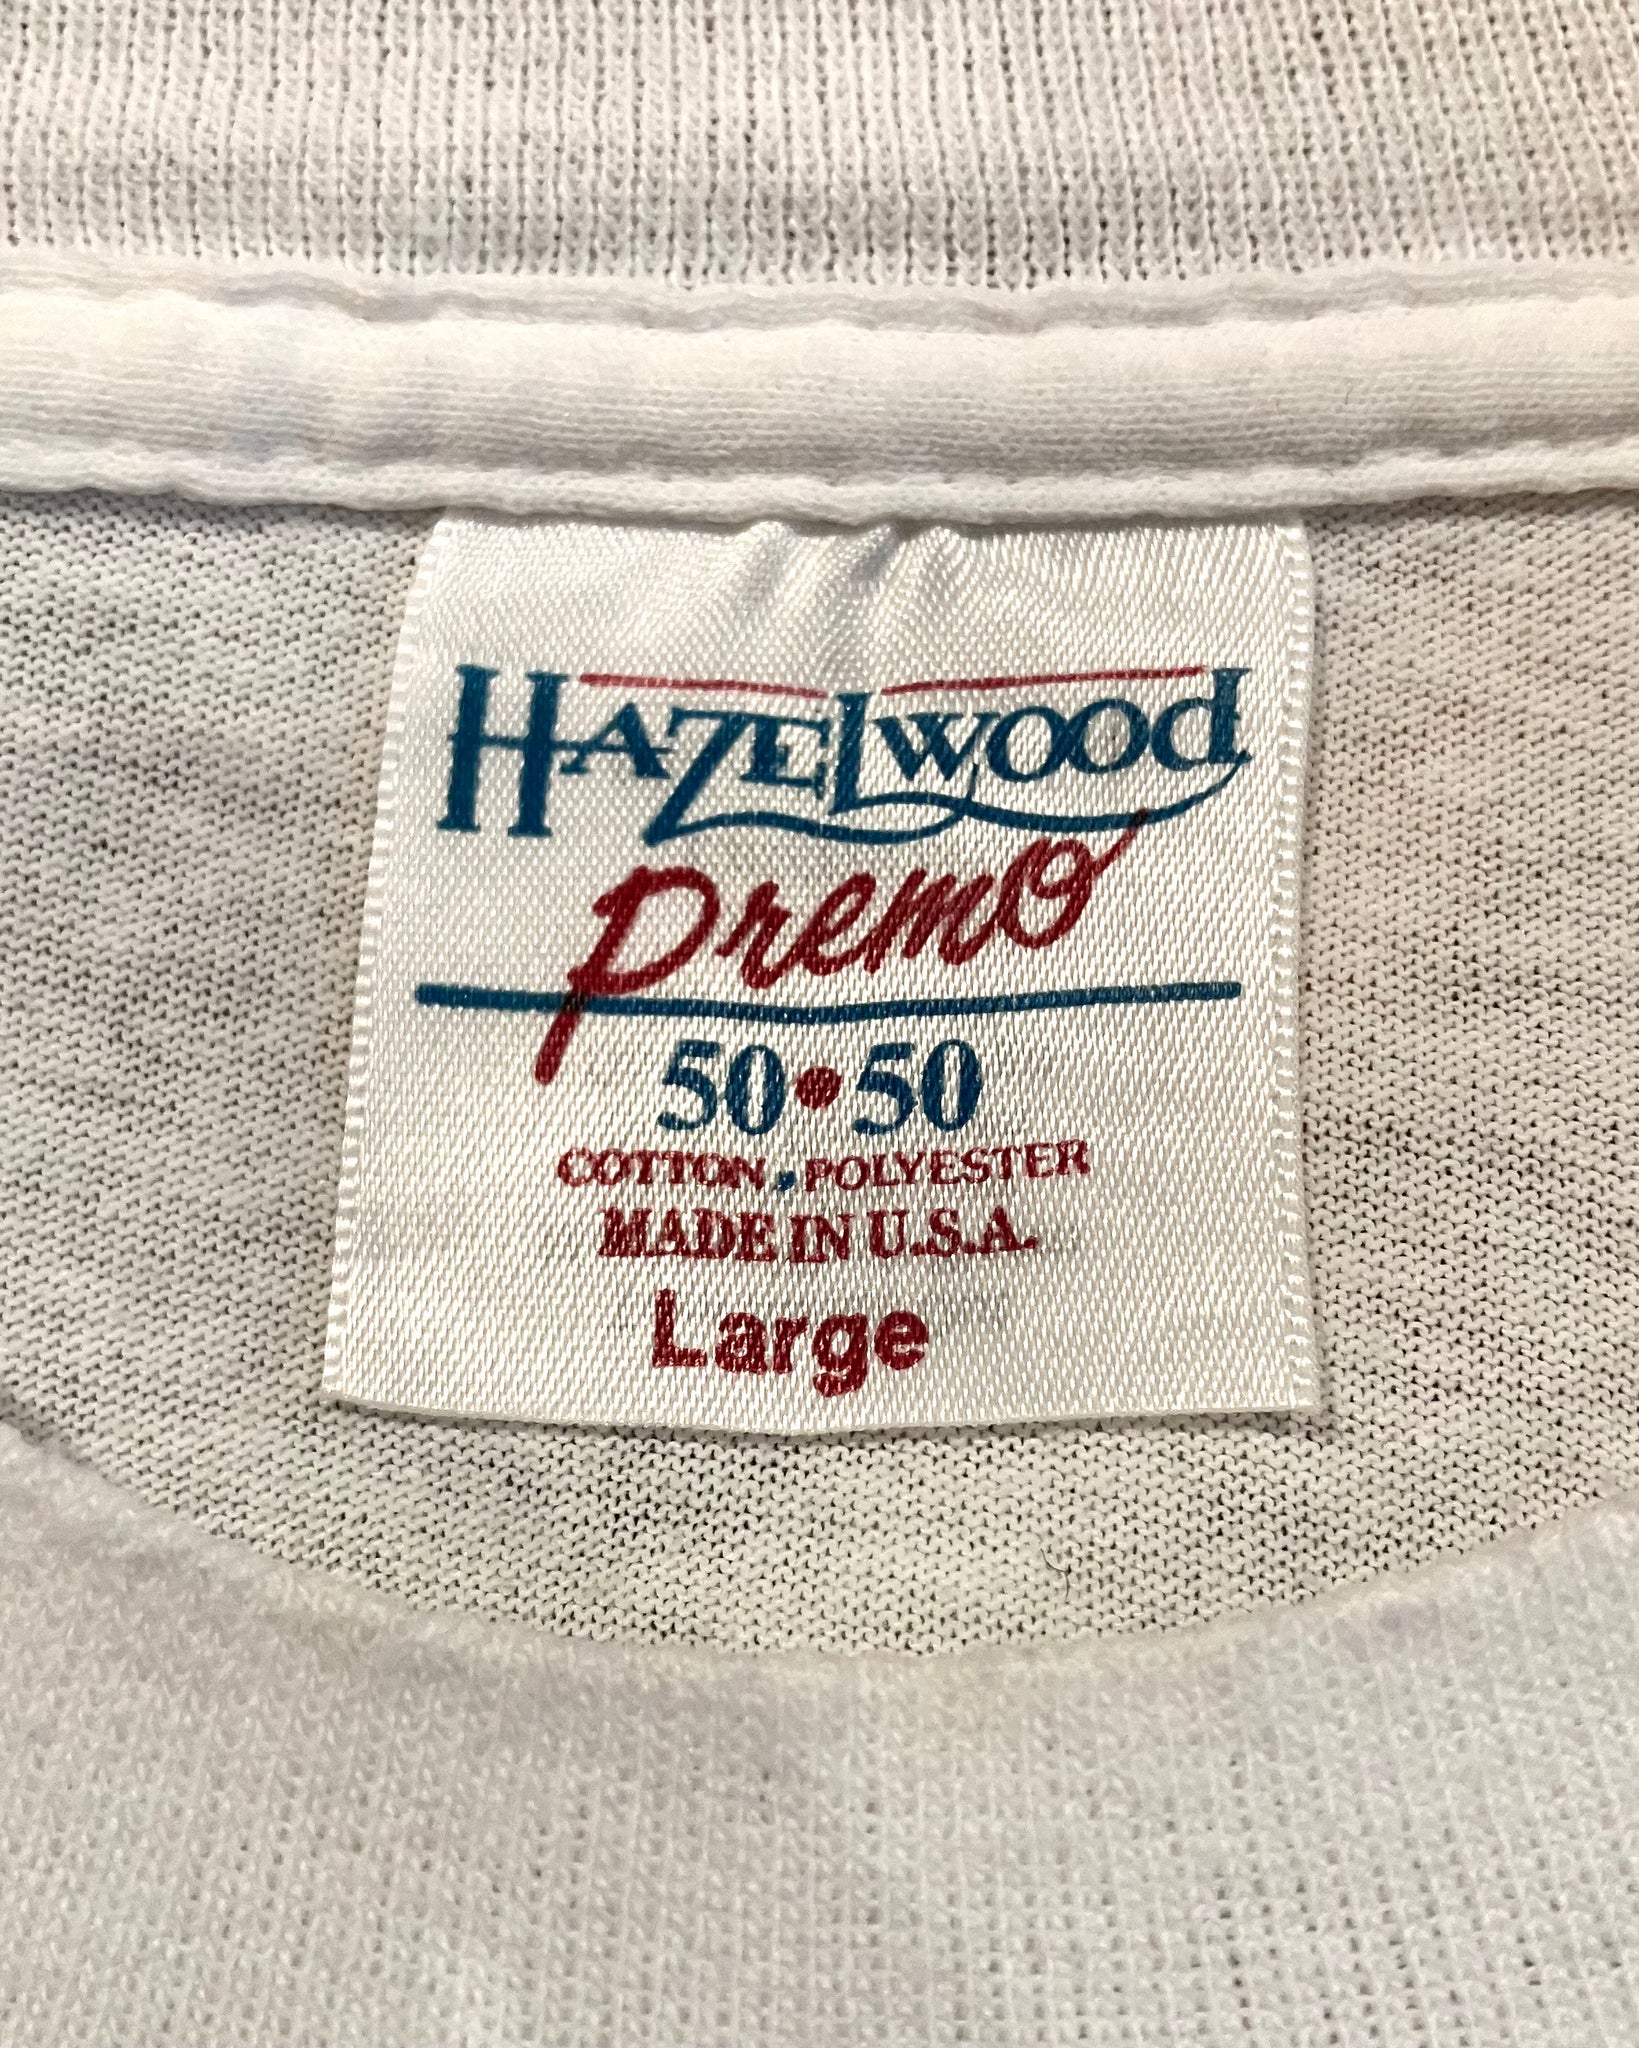 HAZELWOOD
Premo
50•50
COTTON, POLYESTER
MADE IN U.S.A.
Large